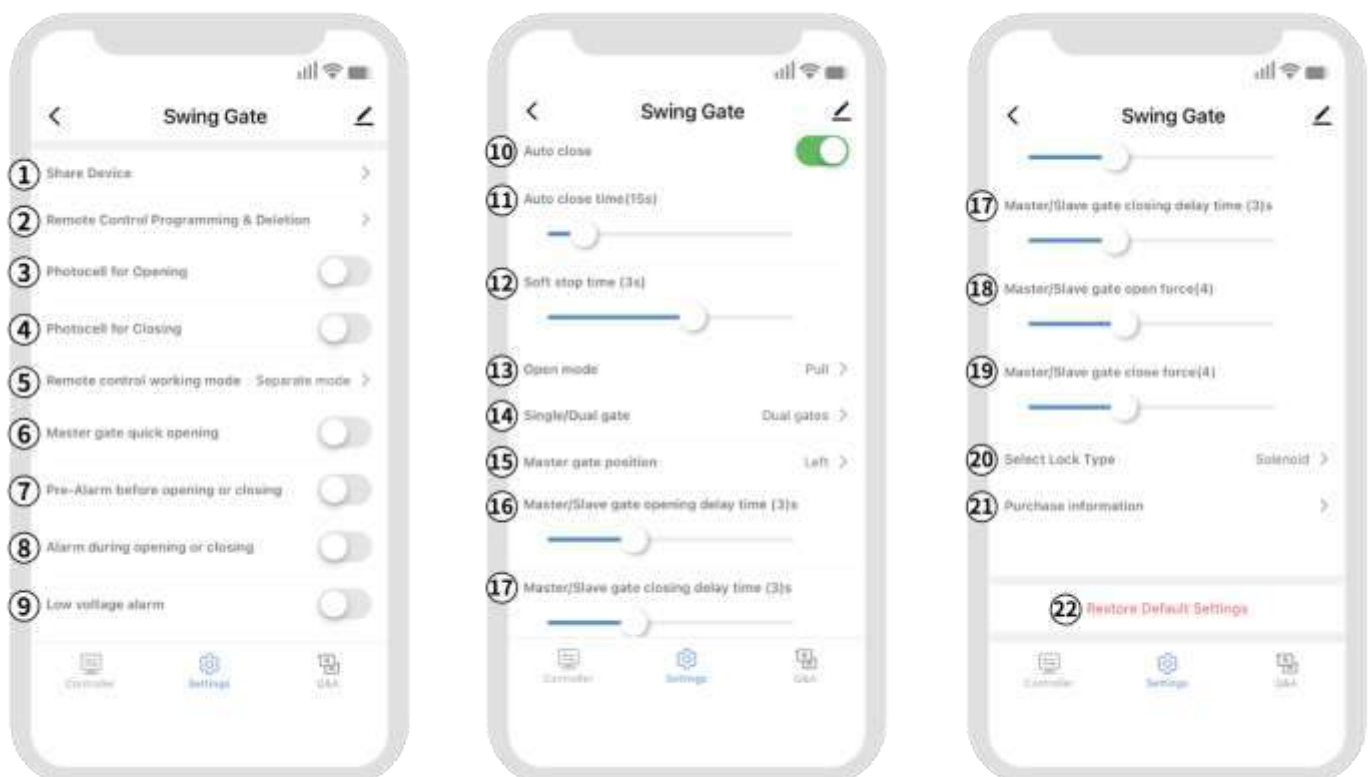 Swing Gate
① Share Device
② Remote Control Programming & Deletion
③ Photocell for Opening
④ Photocell for Closing
⑤ Remote control working mode Separate mode
⑥ Master gate quick opening
⑦ Pre-Alarm before opening or closing
⑧ Alarm during opening or closing
⑨ Low voltage alarm
Controller Settings Q&A
Swing Gate
⑩ Auto close
⑪ Auto close time(15s)
⑫ Soft stop time (3s)
⑬ Open mode Pull
⑭ Single/Dual gate Dual gates
⑮ Master gate position Left
⑯ Master/Slave gate opening delay time (3)s
⑰ Master/Slave gate closing delay time (3)s
Controller Settings Q&A
Swing Gate
⑰ Master/Slave gate closing delay time (3)s
⑱ Master/Slave gate open force(4)
⑲ Master/Slave gate close force(4)
⑳ Select Lock Type Solenoid
㉑ Purchase information
㉒ Restore Default Settings
Controller Settings Q&A